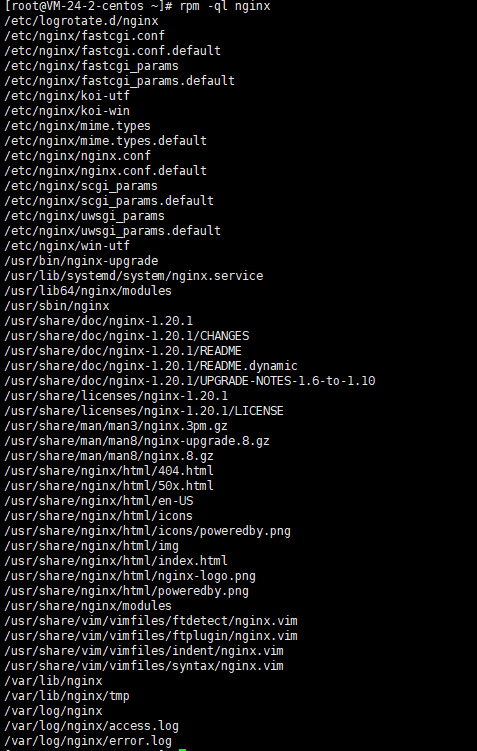 [root@VM-24-2-centos ~]# rpm -ql nginx
/etc/logrotate.d/nginx
/etc/nginx/fastcgi.conf
/etc/nginx/fastcgi.conf.default
/etc/nginx/fastcgi_params
/etc/nginx/fastcgi_params.default
/etc/nginx/koi-utf
/etc/nginx/koi-win
/etc/nginx/mime.types
/etc/nginx/mime.types.default
/etc/nginx/nginx.conf
/etc/nginx/nginx.conf.default
/etc/nginx/scgi_params
/etc/nginx/scgi_params.default
/etc/nginx/uwsgi_params
/etc/nginx/uwsgi_params.default
/etc/nginx/win-utf
/usr/bin/nginx-upgrade
/usr/lib/systemd/system/nginx.service
/usr/lib64/nginx/modules
/usr/sbin/nginx
/usr/share/doc/nginx-1.20.1
/usr/share/doc/nginx-1.20.1/CHANGES
/usr/share/doc/nginx-1.20.1/README
/usr/share/doc/nginx-1.20.1/README.dynamic
/usr/share/doc/nginx-1.20.1/UPGRADE-NOTES-1.6-to-1.10
/usr/share/licenses/nginx-1.20.1
/usr/share/licenses/nginx-1.20.1/LICENSE
/usr/share/man/man3/nginx.3pm.gz
/usr/share/man/man8/nginx-upgrade.8.gz
/usr/share/man/man8/nginx.8.gz
/usr/share/nginx/html/404.html
/usr/share/nginx/html/50x.html
/usr/share/nginx/html/en-US
/usr/share/nginx/html/icons
/usr/share/nginx/html/icons/poweredby.png
/usr/share/nginx/html/img
/usr/share/nginx/html/index.html
/usr/share/nginx/html/nginx-logo.png
/usr/share/nginx/html/poweredby.png
/usr/share/nginx/modules
/usr/share/vim/vimfiles/ftdetect/nginx.vim
/usr/share/vim/vimfiles/ftplugin/nginx.vim
/usr/share/vim/vimfiles/indent/nginx.vim
/usr/share/vim/vimfiles/syntax/nginx.vim
/var/lib/nginx
/var/lib/nginx/tmp
/var/log/nginx
/var/log/nginx/access.log
/var/log/nginx/error.log